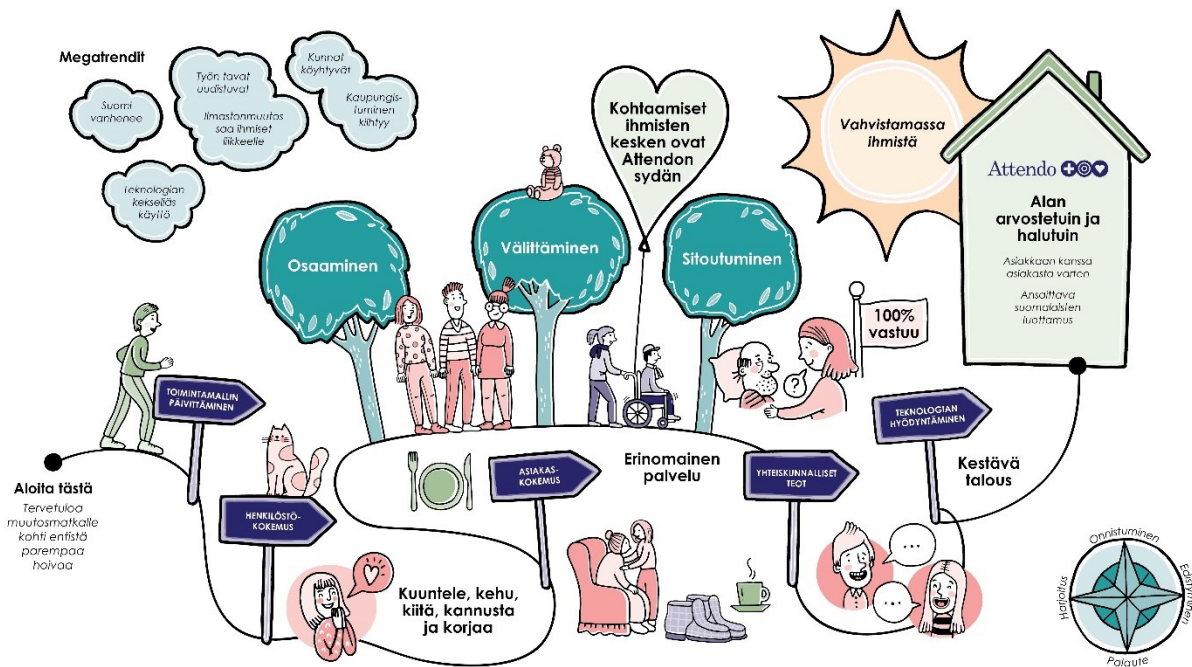 Megatrendit
Suomi
vanhenee
Työn tavat
uudistuvat
Ilmastonmuutos
saa ihmiset
liikkeelle
Kunnat
köyhtyvät
Kaupungis-
tuminen
kiihtyy
Teknologian
kekseliäs
käyttö
Osaaminen
Välittäminen
Kohtaamiset
ihmisten
kesken ovat
Attendon
sydän
Sitoutuminen
Vahvistamassa
ihmistä
Attendo
Alan
arvostetuin ja
halutuin
Asiakkaan kanssa
asiakasta varten
Ansaittava
suomalaisten
luottamus
100%
vastuu
?
Aloita tästä
Tervetuloa
muutosmatkalle
kohti entistä
parempaa
hoivaa
TOIMINTAMALLIN
PÄIVITTÄMINEN
HENKILÖSTÖ-
KOKEMUS
Kuuntele, kehu,
kiitä, kannusta
ja korjaa
ASIAKAS-
KOKEMUS
Erinomainen
palvelu
YHTEISKUNNALLISET
TEOT
...
...
TEKNOLOGIAN
HYÖDYNTÄMINEN
Kestävä
talous
Onnistuminen
Edistyminen
Palaute
Harjoitus